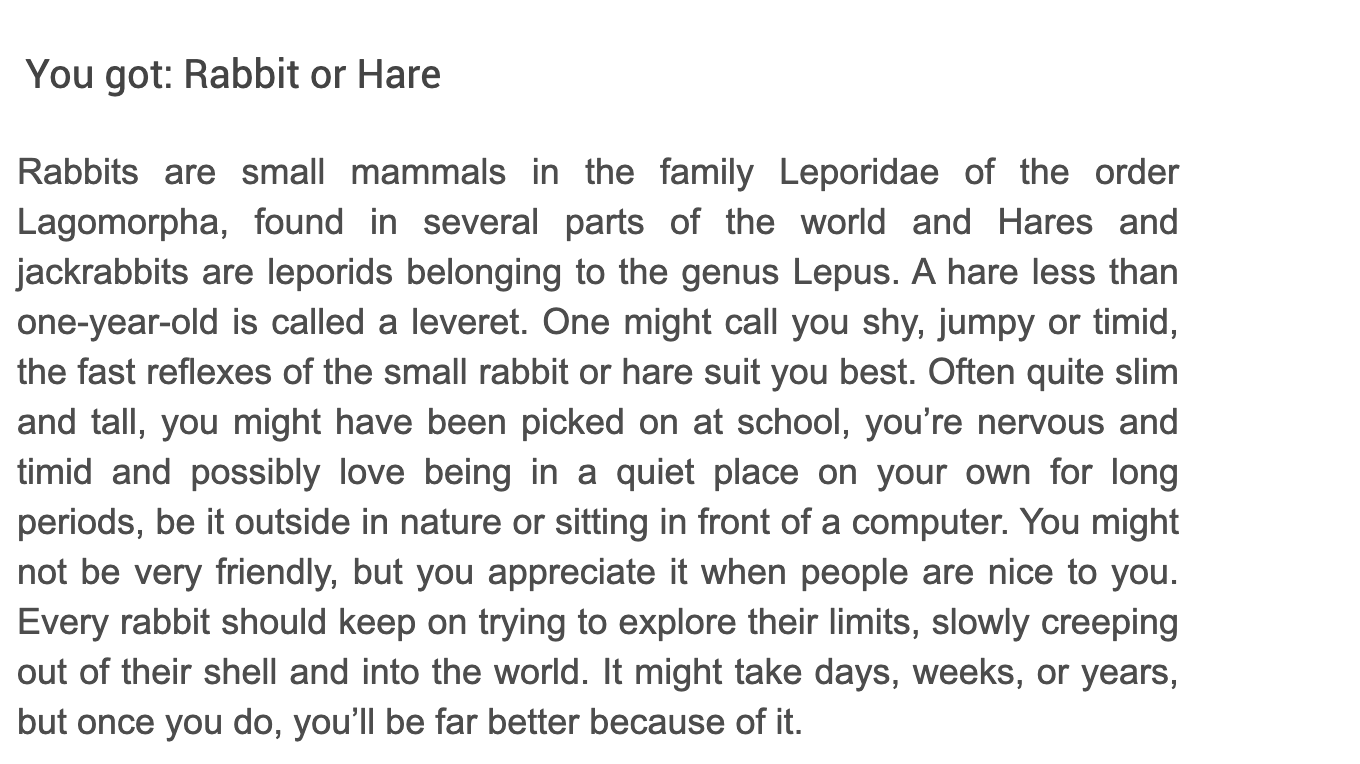 You got: Rabbit or Hare
Rabbits are small mammals in the family Leporidae of the order
Lagomorpha, found in several parts of the world and Hares and
jackrabbits are leporids belonging to the genus Lepus. A hare less than
one-year-old is called a leveret. One might call you shy, jumpy or timid,
the fast reflexes of the small rabbit or hare suit you best. Often quite slim
and tall, you might have been picked on at school, you’re nervous and
timid and possibly love being in a quiet place on your own for long
periods, be it outside in nature or sitting in front of a computer. You might
not be very friendly, but you appreciate it when people are nice to you.
Every rabbit should keep on trying to explore their limits, slowly creeping
out of their shell and into the world. It might take days, weeks, or years,
but once you do, you’ll be far better because of it.